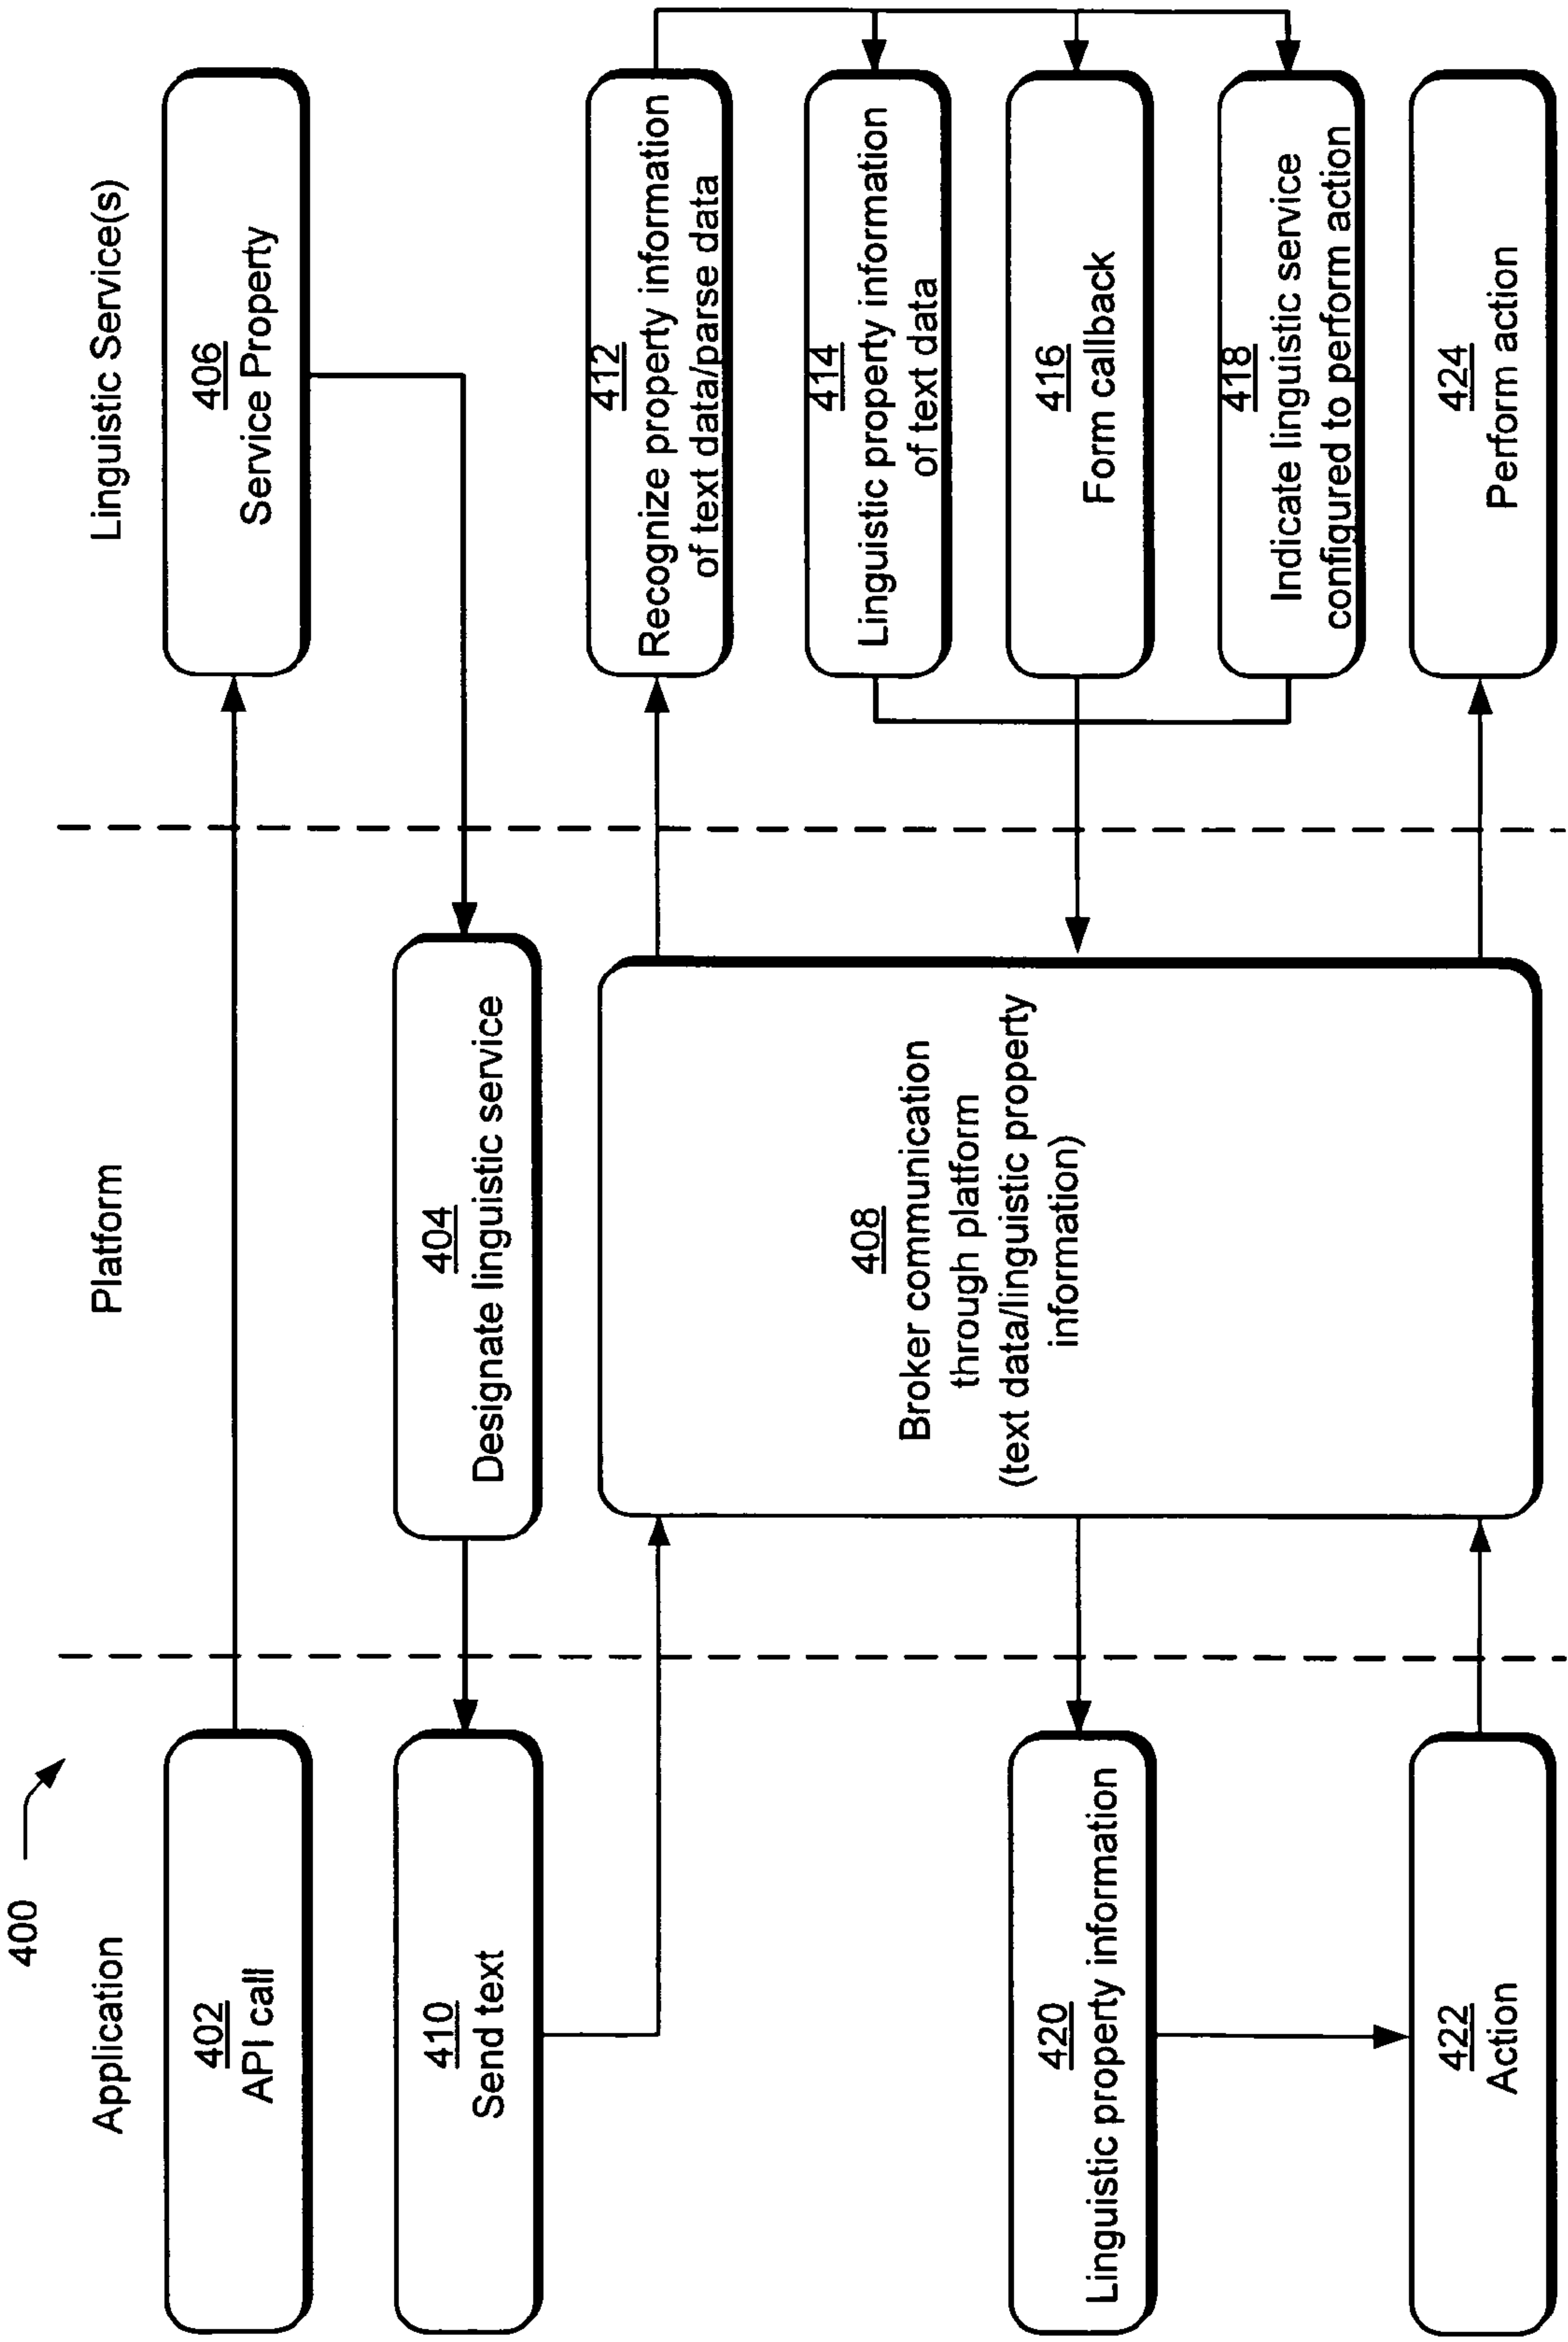 400
Application
Platform
Linguistic Service(s)
402
API call
406
Service Property
410
Send text
404
Designate linguistic service
408
Broker communication
through platform
(text data/linguistic property
information)
412
Recognize property information
of text data/parse data
414
Linguistic property information
of text data
416
Form callback
418
Indicate linguistic service
configured to perform action
420
Linguistic property information
422
Action
424
Perform action